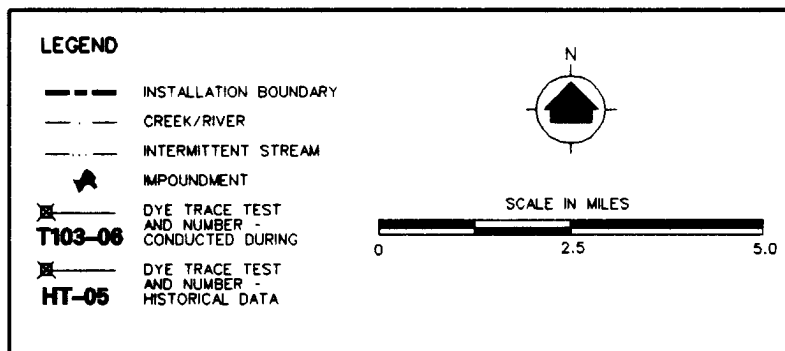 LEGEND
INSTALLATION BOUNDARY
CREEK/RIVER
INTERMITTENT STREAM
IMPOUNDMENT
DYE TRACE TEST
AND NUMBER -
T103-06 CONDUCTED DURING
DYE TRACE TEST
AND NUMBER -
HT-05 HISTORICAL DATA
N
SCALE IN MILES
0 2.5 5.0